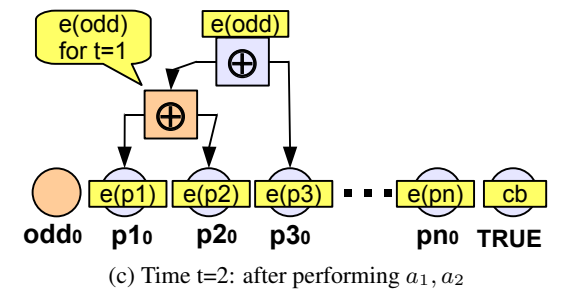 e(odd)
for t=1
e(odd)
⊕
⊕
e(p1) e(p2) e(p3) ▪▪▪ e(pn) cb
odd₀ p1₀ p2₀ p3₀ pn₀ TRUE
(c) Time t=2: after performing a₁, a₂